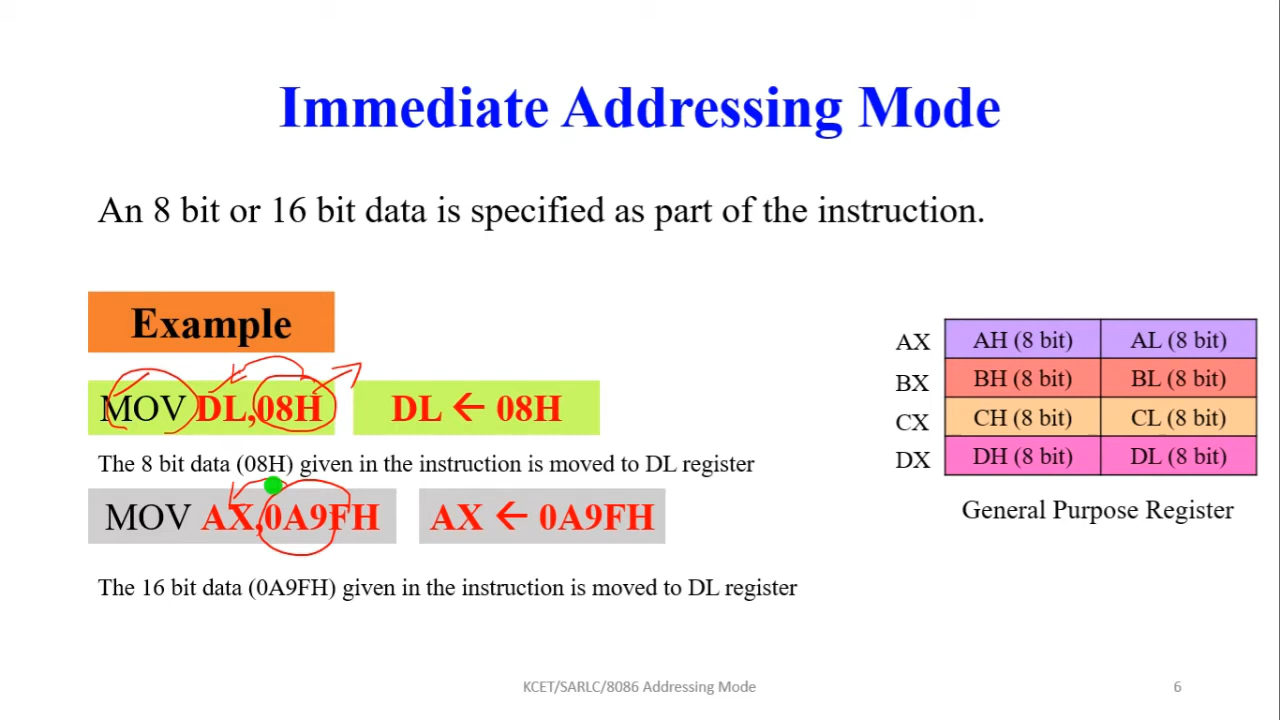 Immediate Addressing Mode
An 8 bit or 16 bit data is specified as part of the instruction.
Example
MOV DL,08H
DL ← 08H
The 8 bit data (08H) given in the instruction is moved to DL register
MOV AX,0A9FH
AX ← 0A9FH
The 16 bit data (0A9FH) given in the instruction is moved to DL register
AX AH (8 bit) AL (8 bit)
BX BH (8 bit) BL (8 bit)
CX CH (8 bit) CL (8 bit)
DX DH (8 bit) DL (8 bit)
General Purpose Register
KCET/SARLC/8086 Addressing Mode
6